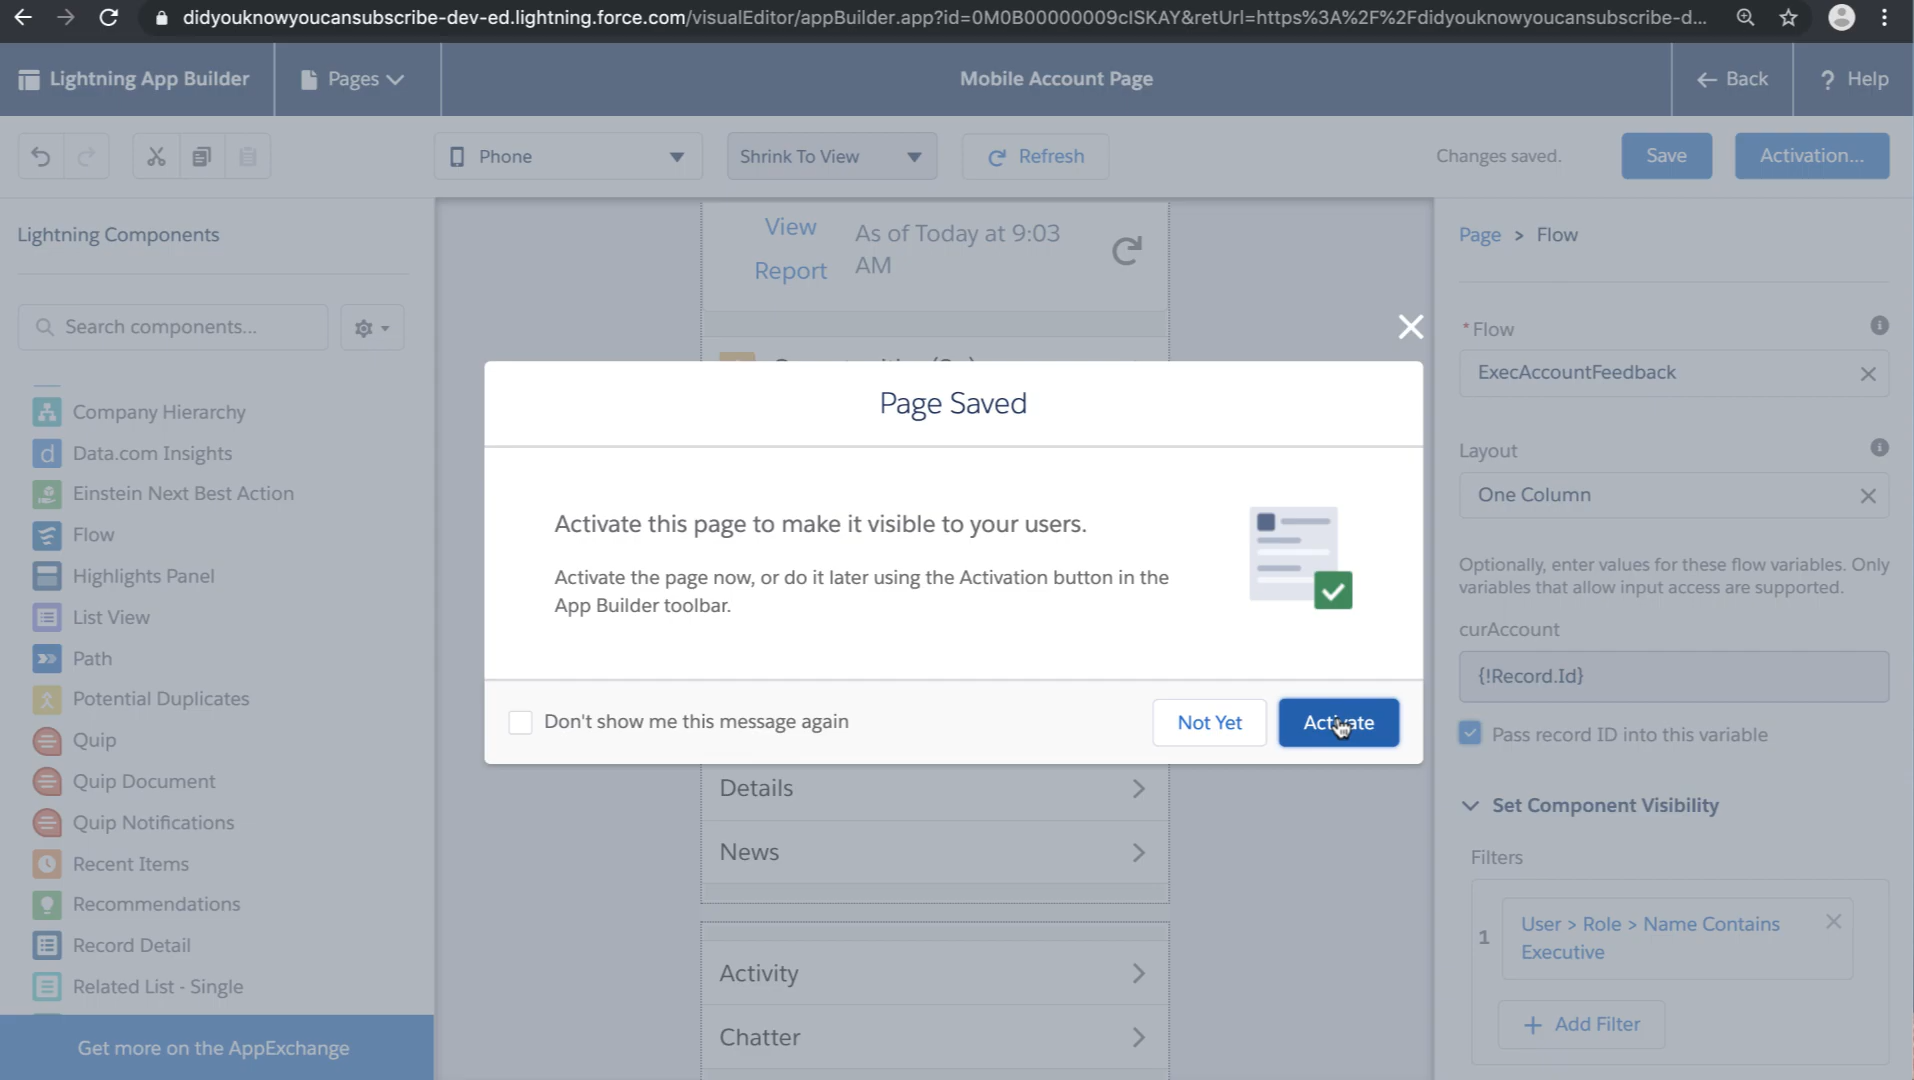 didyouknowyoucansubscribe-dev-ed.lightning.force.com/visualEditor/appBuilder.app?id=0M0B00000009cISKAY&retUrl=https%3A%2F%2Fdidyouknowyoucansubscribe-d...
Lightning App Builder
Pages
Mobile Account Page
Back
? Help
Phone
Shrink To View
Refresh
Changes saved.
Save
Activation...
Lightning Components
Search components...
Company Hierarchy
Data.com Insights
Einstein Next Best Action
Flow
Highlights Panel
List View
Path
Potential Duplicates
Quip
Quip Document
Quip Notifications
Recent Items
Recommendations
Record Detail
Related List - Single
Get more on the AppExchange
View
Report
As of Today at 9:03
AM
Page Saved
Activate this page to make it visible to your users.
Activate the page now, or do it later using the Activation button in the
App Builder toolbar.
Don't show me this message again
Not Yet
Activate
Details
News
Activity
Chatter
Page > Flow
*Flow
ExecAccountFeedback
Layout
One Column
Optionally, enter values for these flow variables. Only
variables that allow input access are supported.
curAccount
{!Record.Id}
Pass record ID into this variable
Set Component Visibility
Filters
1
User > Role > Name Contains
Executive
+ Add Filter